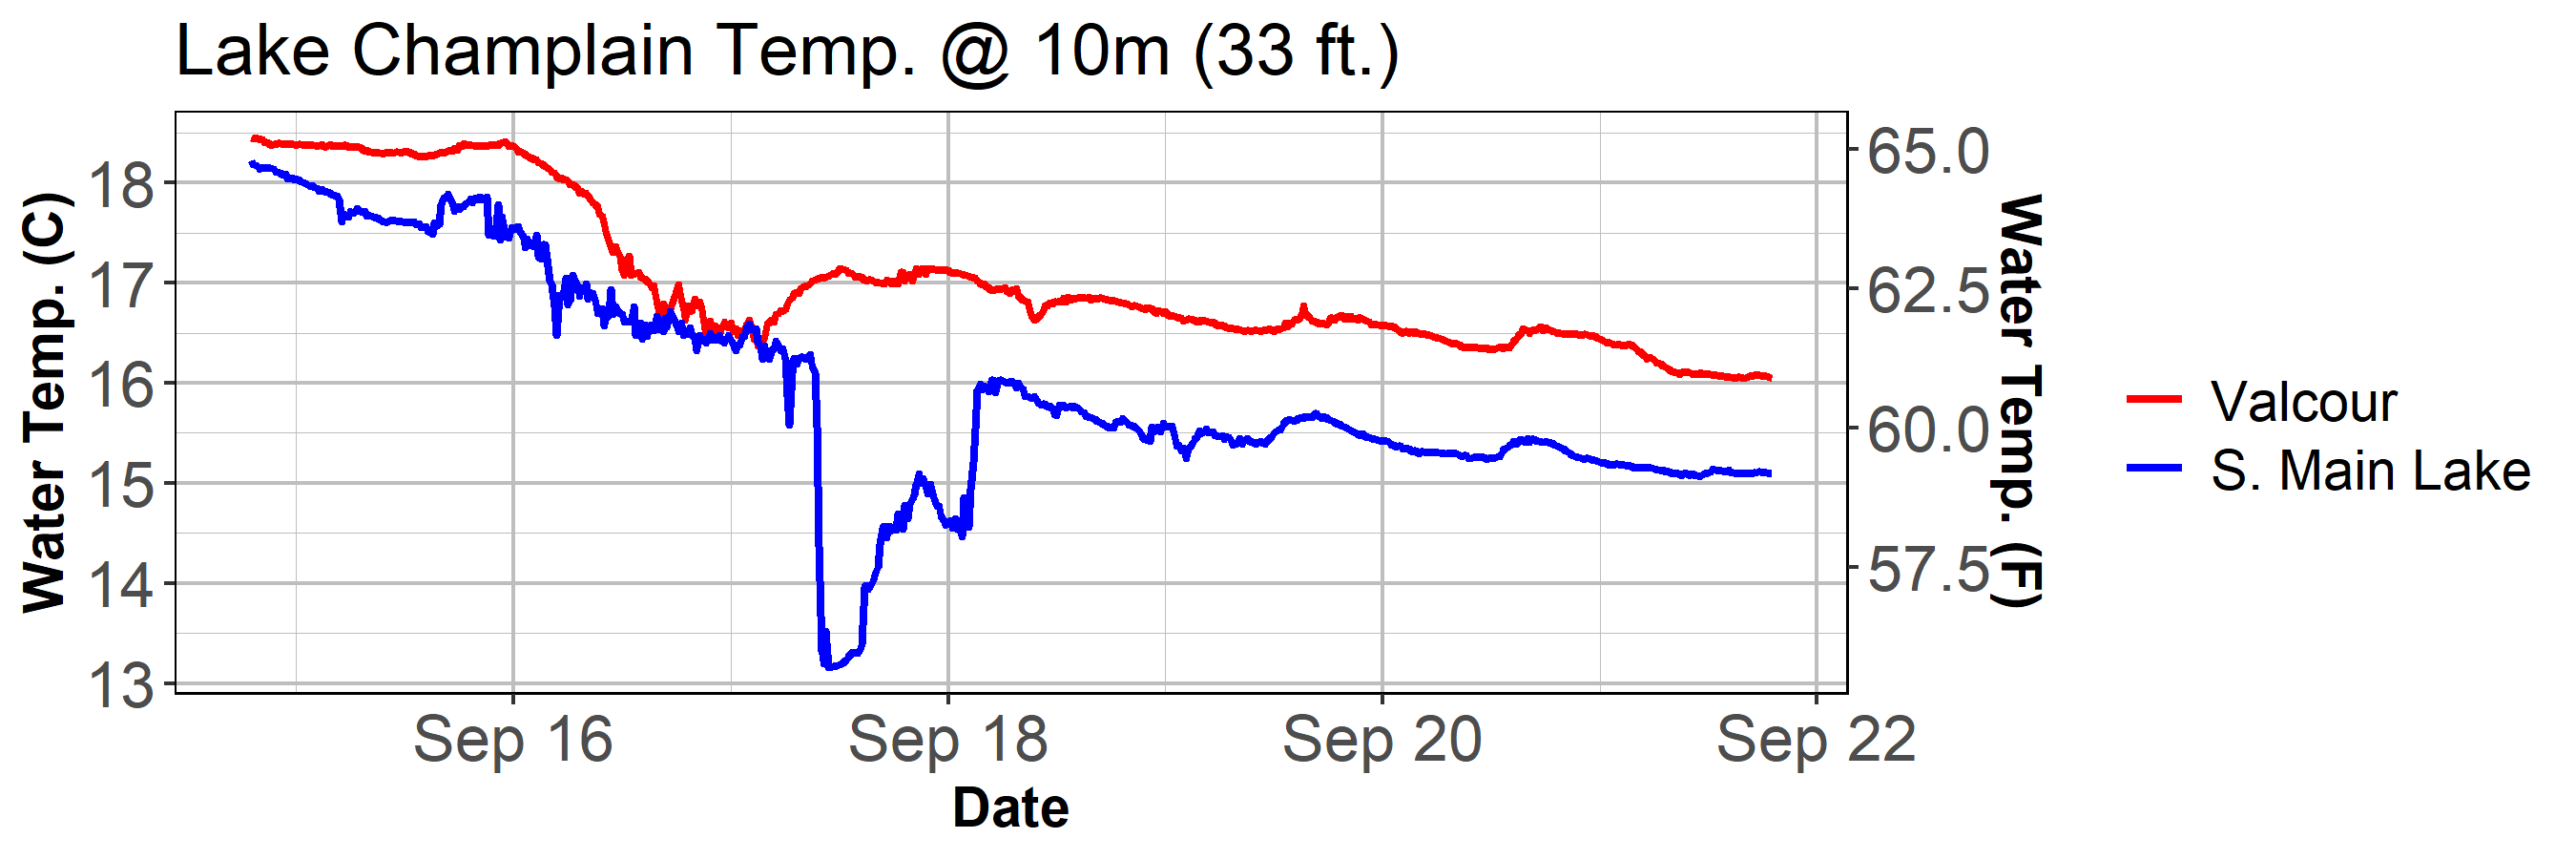 Lake Champlain Temp. @ 10m (33 ft.)
Water Temp. (C)
18
17
16
15
14
13
65.0
62.5
60.0
57.5
Water Temp. (F)
Sep 16 Sep 18 Sep 20 Sep 22
Date
Valcour
S. Main Lake